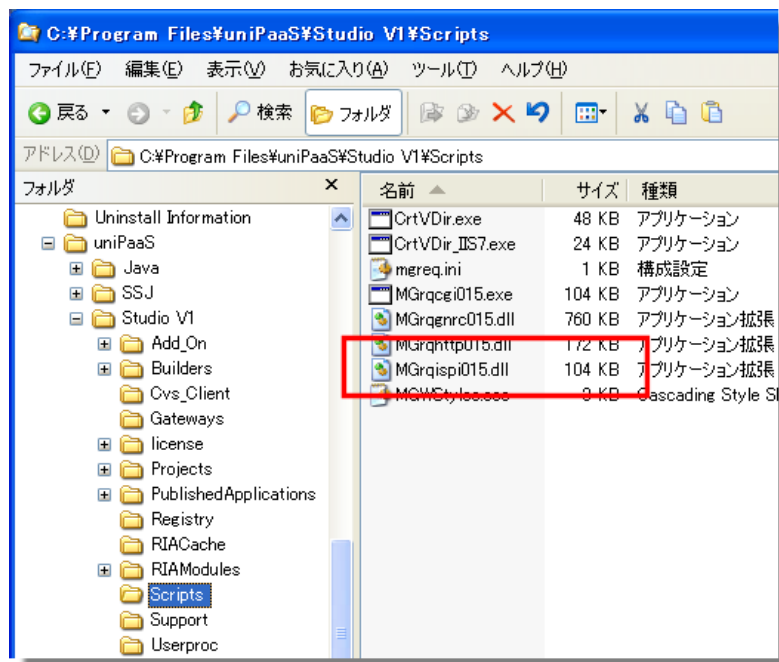 C:¥Program Files¥uniPaaS¥Studio V1¥Scripts
ファイル(F) 編集(E) 表示(V) お気に入り(A) ツール(T) ヘルプ(H)
戻る 検索 フォルダ
アドレス(D) C:¥Program Files¥uniPaaS¥Studio V1¥Scripts
フォルダ × 名前 サイズ 種類
Uninstall Information
uniPaaS
Java
SSJ
Studio V1
Add_On
Builders
Cvs_Client
Gateways
license
Projects
PublishedApplications
Registry
RIACache
RIAModules
Scripts
Support
Userproc
CrtVDir.exe 48 KB アプリケーション
CrtVDir_IIS7.exe 24 KB アプリケーション
mgreq.ini 1 KB 構成設定
MGrqcgi015.exe 104 KB アプリケーション
MGrqgnrc015.dll 760 KB アプリケーション拡張
MGrqhttp015.dll 172 KB アプリケーション拡張
MGrqispi015.dll 104 KB アプリケーション拡張
KB Cascading Style S